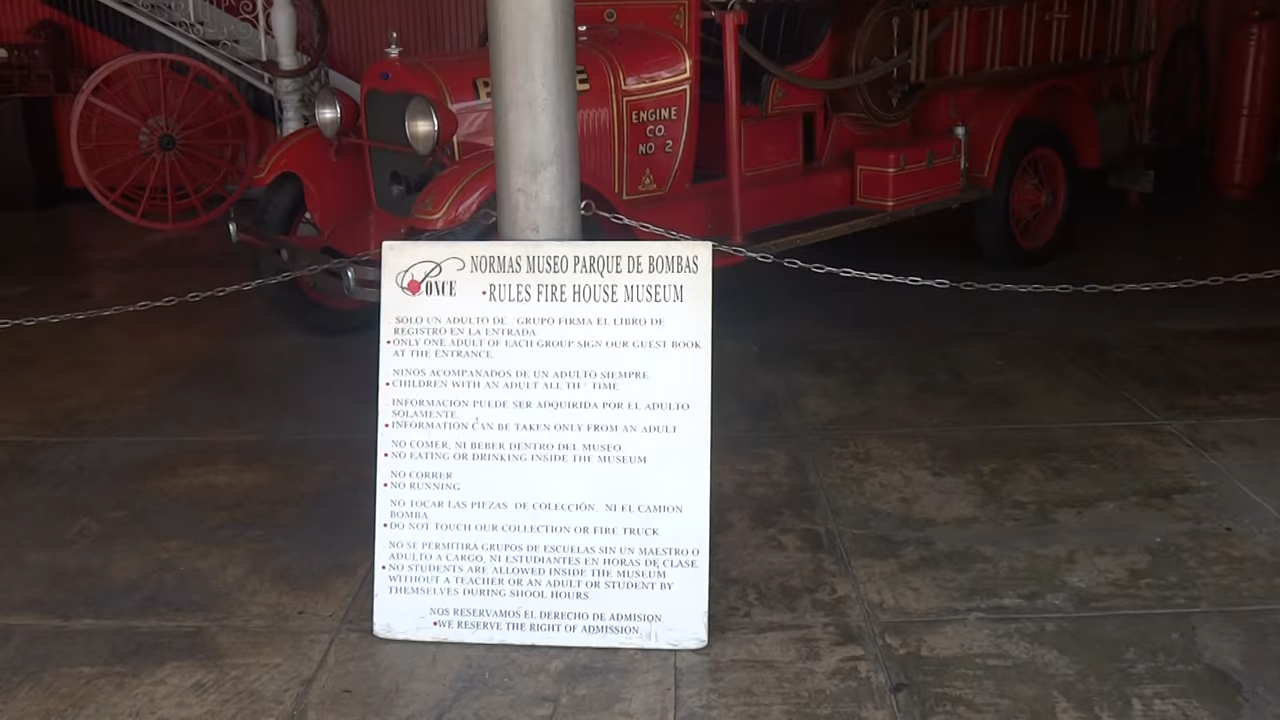 ENGINE
CO
NO 2
PONCE
NORMAS MUSEO PARQUE DE BOMBAS
•RULES FIRE HOUSE MUSEUM
SOLO UN ADULTO DE GRUPO FIRMA EL LIBRO DE
REGISTRO EN LA ENTRADA
•ONLY ONE ADULT OF EACH GROUP SIGN OUR GUEST BOOK
AT THE ENTRANCE
NINOS ACOMPANADOS DE UN ADULTO SIEMPRE
•CHILDREN WITH AN ADULT ALL TIME
INFORMACION PUEDE SER ADQUIRIDA POR EL ADULTO
SOLAMENTE.
•INFORMATION CAN BE TAKEN ONLY FROM AN ADULT
NO COMER, NI BEBER DENTRO DEL MUSEO
•NO EATING OR DRINKING INSIDE THE MUSEUM
NO CORRER
•NO RUNNING
NO TOCAR LAS PIEZAS DE COLECCIÓN, NI EL CAMION
BOMBA
•DO NOT TOUCH OUR COLLECTION OR FIRE TRUCK
NO SE PERMITIRA GRUPOS DE ESCUELAS SIN UN MAESTRO O
ADULTO A CARGO, NI ESTUDIANTES EN HORAS DE CLASE
•NO STUDENTS ARE ALLOWED INSIDE THE MUSEUM
WITHOUT A TEACHER OR AN ADULT OR STUDENT BY
THEMSELVES DURING SHOOL HOURS
NOS RESERVAMOS EL DERECHO DE ADMISION
•WE RESERVE THE RIGHT OF ADMISSION